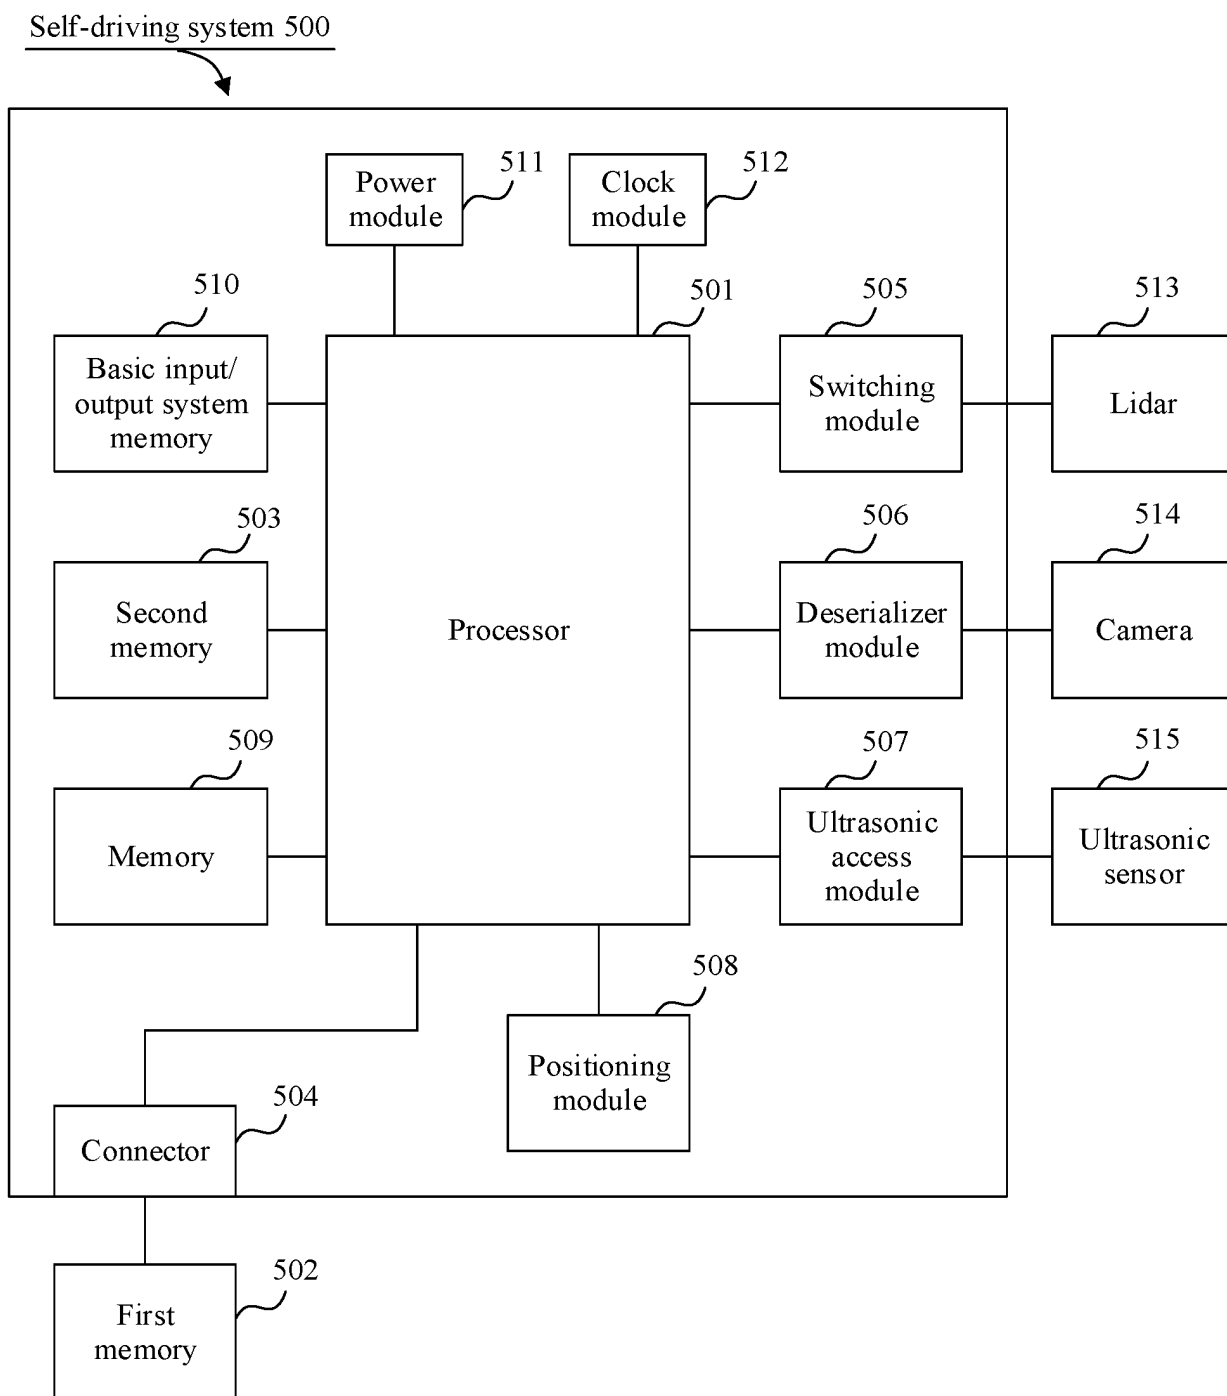 Self-driving system 500
511
512
Power
module
Clock
module
510
501
505
513
Basic input/
output system
memory
Switching
module
Lidar
503
506
514
Second
memory
Processor
Deserializer
module
Camera
509
507
515
Memory
Ultrasonic
access
module
Ultrasonic
sensor
508
Positioning
module
504
Connector
502
First
memory